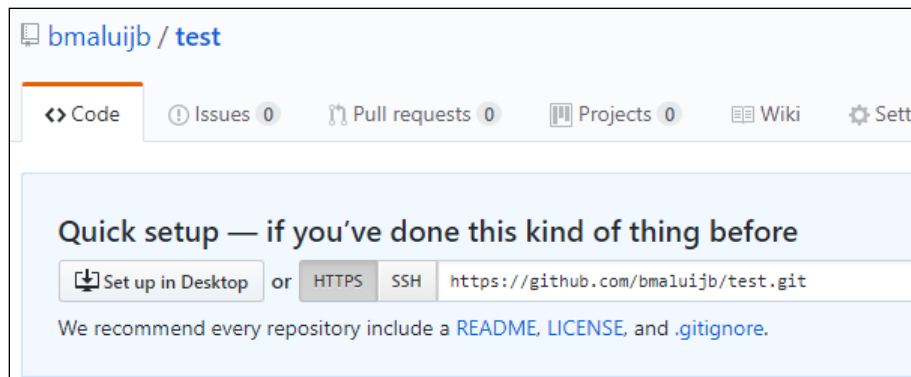 bmaluijb / test
<> Code Issues 0 Pull requests 0 Projects 0 Wiki Sett
Quick setup — if you've done this kind of thing before
Set up in Desktop or HTTPS SSH https://github.com/bmaluijb/test.git
We recommend every repository include a README, LICENSE, and .gitignore.